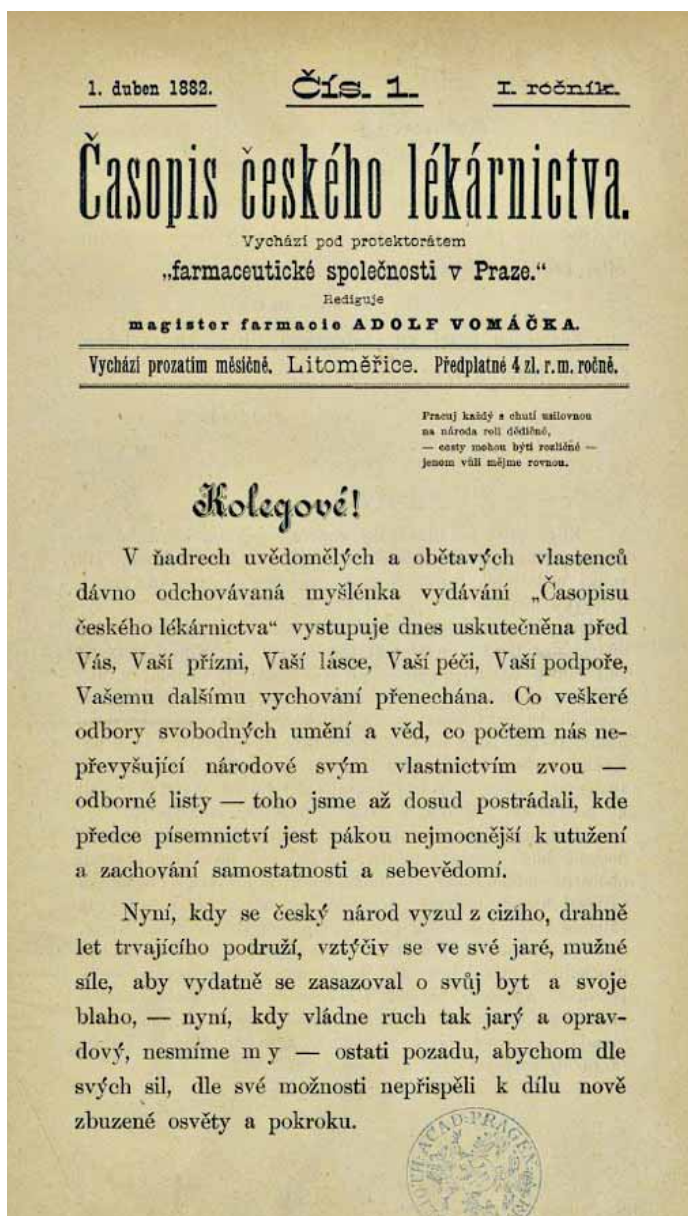 1. duben 1882. Čís. 1. I. ročník.
Časopis českého lékárnictva.
Vychází pod protektorátem
„farmaceutické společnosti v Praze.“
Rediguje
magister farmacie ADOLF VOMÁČKA.
Vychází prozatím měsíčně. Litoměřice. Předplatné 4 zl. r. m. ročně.
Pracuj každý s chutí usilovnou
na národa roli dědičné,
— cesty mohou býti rozličné —
jenom vůli mějme rovnou.
Kolegové!
V ňadrech uvědomělých a obětavých vlastenců
dávno odchovávaná myšlénka vydávání „Časopisu
českého lékárnictva“ vystupuje dnes uskutečněna před
Vás, Vaší přízni, Vaší lásce, Vaší péči, Vaší podpoře,
Vašemu dalšímu vychování přenechána. Co veškeré
odbory svobodných umění a věd, co počtem nás ne-
převyšující národové svým vlastnictvím zvou —
odborné listy — toho jsme až dosud postrádali, kde
předce písemnictví jest pákou nejmocnější k utužení
a zachování samostatnosti a sebevědomí.
Nyní, kdy se český národ vyzul z cizího, drahně
let trvajícího podruží, vztýčiv se ve své jaré, mužné
síle, aby vydatně se zasazoval o svůj byt a svoje
blaho, — nyní, kdy vládne ruch tak jarý a oprav-
dový, nesmíme m y — ostati pozadu, abychom dle
svých sil, dle své možnosti nepřispěli k dílu nově
zbuzené osvěty a pokroku.
ACAD. PRAGEN